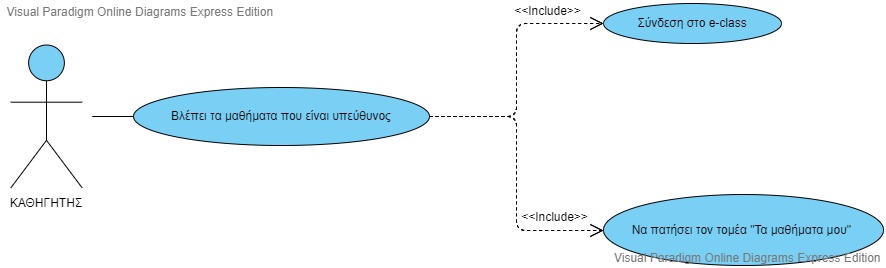 Visual Paradigm Online Diagrams Express Edition
<<Include>>
Σύνδεση στο e-class
Βλέπει τα μαθήματα που είναι υπεύθυνος
ΚΑΘΗΓΗΤΗΣ
<<Include>>
Να πατήσει τον τομέα "Τα μαθήματα μου"
Visual Paradigm Online Diagrams Express Edition